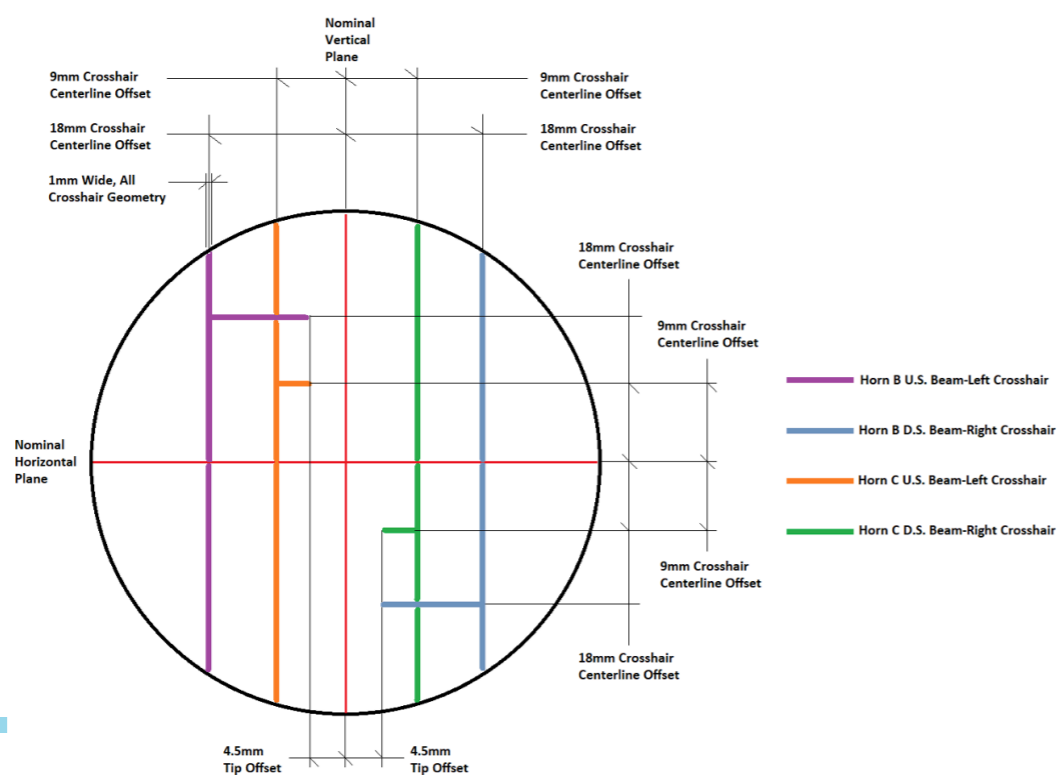 Nominal
Vertical
Plane
9mm Crosshair
Centerline Offset
9mm Crosshair
Centerline Offset
18mm Crosshair
Centerline Offset
18mm Crosshair
Centerline Offset
1mm Wide, All
Crosshair Geometry
18mm Crosshair
Centerline Offset
9mm Crosshair
Centerline Offset
Horn B U.S. Beam-Left Crosshair
Horn B D.S. Beam-Right Crosshair
Nominal
Horizontal
Plane
Horn C U.S. Beam-Left Crosshair
Horn C D.S. Beam-Right Crosshair
9mm Crosshair
Centerline Offset
18mm Crosshair
Centerline Offset
4.5mm
Tip Offset
4.5mm
Tip Offset